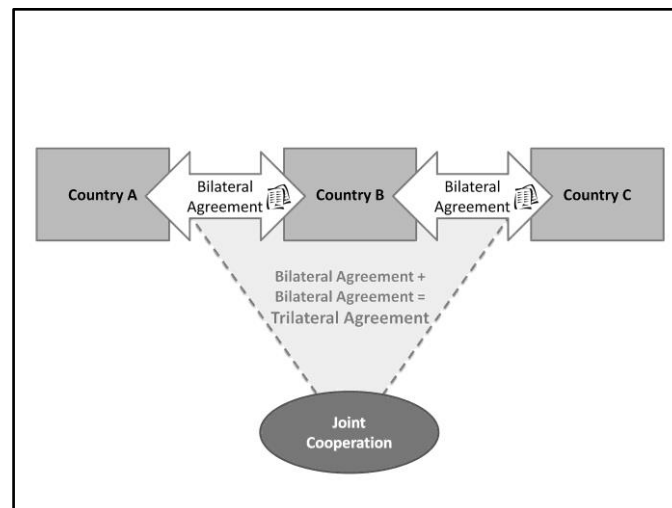 Country A
Bilateral
Agreement
Country B
Bilateral
Agreement
Country C
Bilateral Agreement +
Bilateral Agreement =
Trilateral Agreement
Joint
Cooperation